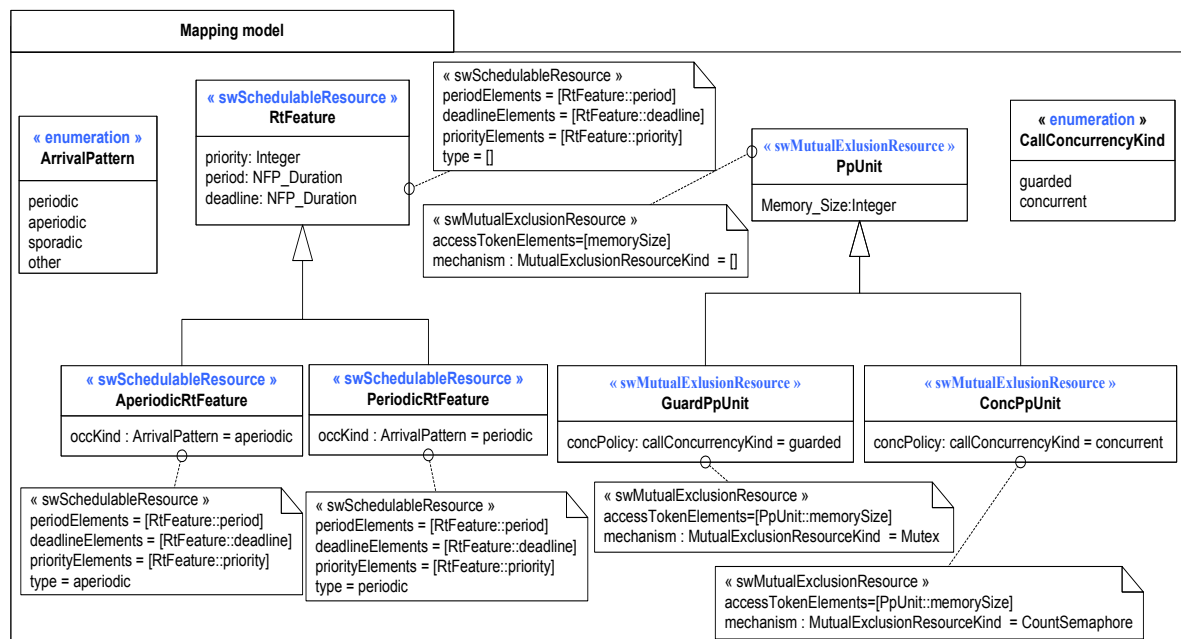 Mapping model
« enumeration »
ArrivalPattern
periodic
aperiodic
sporadic
other
« swSchedulableResource »
RtFeature
priority: Integer
period: NFP_Duration
deadline: NFP_Duration
« swSchedulableResource »
periodElements = [RtFeature::period]
deadlineElements = [RtFeature::deadline]
priorityElements = [RtFeature::priority]
type = []
« swMutualExclusionResource »
accessTokenElements=[memorySize]
mechanism : MutualExclusionResourceKind = []
« swMutualExlusionResource »
PpUnit
Memory_Size:Integer
« enumeration »
CallConcurrencyKind
guarded
concurrent
« swSchedulableResource »
AperiodicRtFeature
occKind : ArrivalPattern = aperiodic
« swSchedulableResource »
PeriodicRtFeature
occKind : ArrivalPattern = periodic
« swMutualExlusionResource »
GuardPpUnit
concPolicy: callConcurrencyKind = guarded
« swMutualExlusionResource »
ConcPpUnit
concPolicy: callConcurrencyKind = concurrent
« swSchedulableResource »
periodElements = [RtFeature::period]
deadlineElements = [RtFeature::deadline]
priorityElements = [RtFeature::priority]
type = aperiodic
« swSchedulableResource »
periodElements = [RtFeature::period]
deadlineElements = [RtFeature::deadline]
priorityElements = [RtFeature::priority]
type = periodic
« swMutualExclusionResource »
accessTokenElements=[PpUnit::memorySize]
mechanism : MutualExclusionResourceKind = Mutex
« swMutualExclusionResource »
accessTokenElements=[PpUnit::memorySize]
mechanism : MutualExclusionResourceKind = CountSemaphore